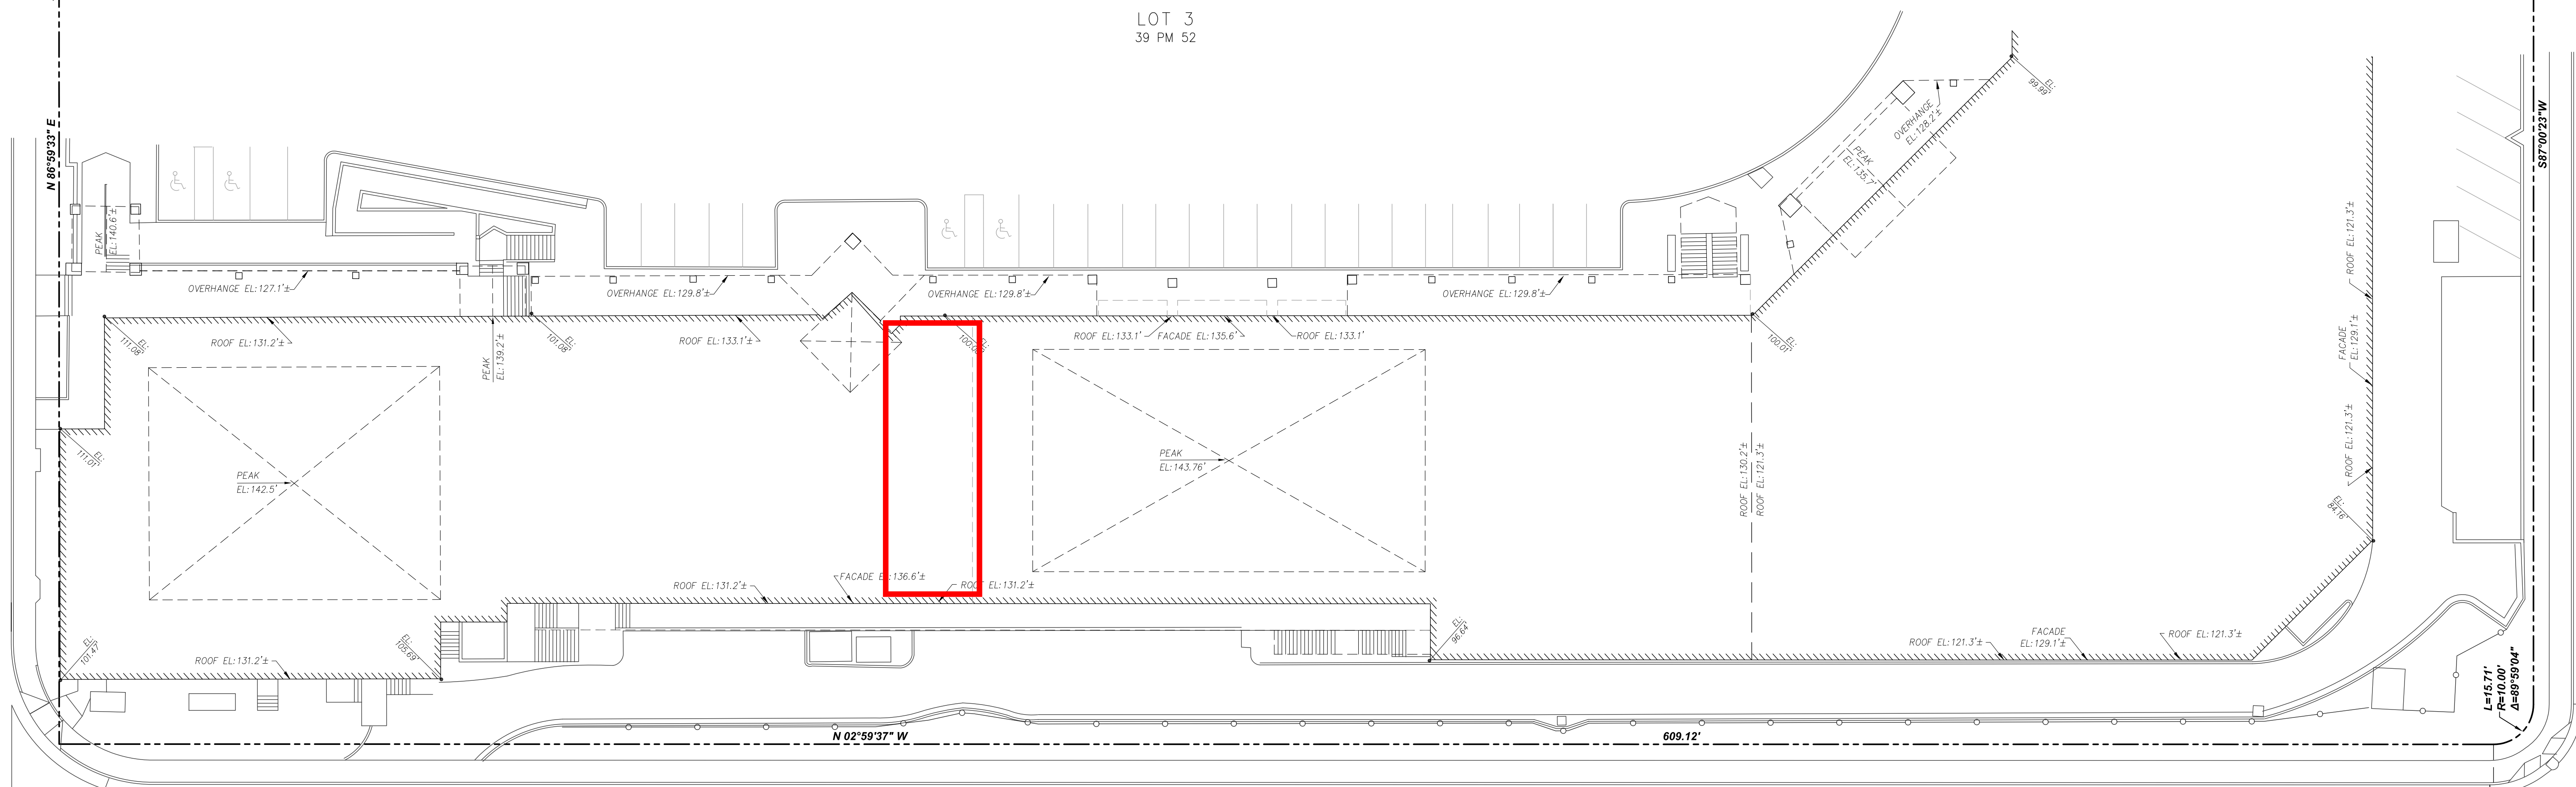 LOT 3
39 PM 52
N 86°59'33" E
S87°00'23"W
EL:
99.99'
OVERHANGE
EL:128.2'±
PEAK
EL:135.7'
PEAK
EL:140.6'±
OVERHANGE EL:127.1'±
OVERHANGE EL:129.8'±
OVERHANGE EL:129.8'±
OVERHANGE EL:129.8'±
ROOF EL:121.3'±
EL:
111.08'
ROOF EL:131.2'±
PEAK
EL:139.2'±
EL:
101.08'
ROOF EL:133.1'±
EL:
ROOF EL:133.1'
FACADE EL:135.6'
ROOF EL:133.1'
EL:
100.01'
FACADE
EL:129.1'±
EL:
111.01'
PEAK
EL:142.5'
PEAK
EL:143.76'
ROOF EL:130.2'±
ROOF EL:121.3'±
ROOF EL:121.3'±
EL:
84.16'
ROOF EL:131.2'±
FACADE EL:136.6'±
ROOF EL:131.2'±
EL:
101.47'
EL:
105.69'
ROOF EL:131.2'±
EL:
96.64'
ROOF EL:121.3'±
FACADE
EL:129.1'±
ROOF EL:121.3'±
L=15.71'
R=10.00'
Δ=89°59'04"
N 02°59'37" W
609.12'